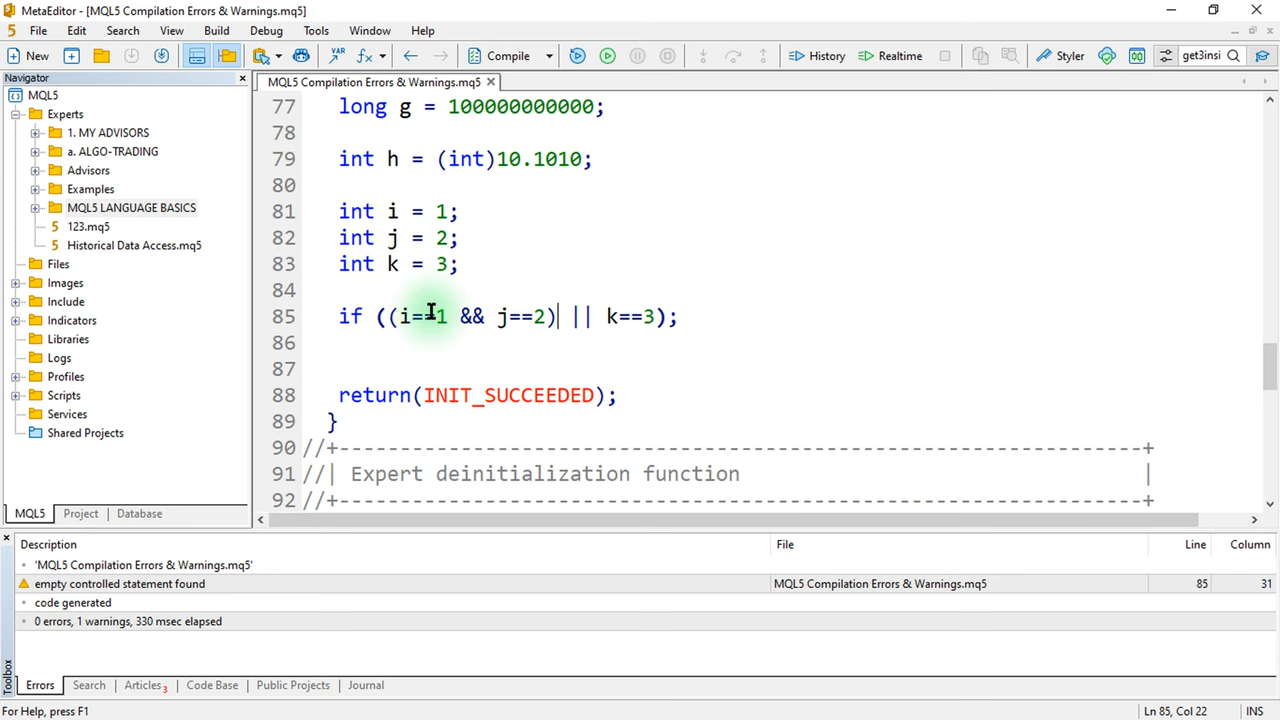 MetaEditor - [MQL5 Compilation Errors & Warnings.mq5]
5 File Edit Search View Build Debug Tools Window Help
New VAR fx Compile History Realtime Styler get3insi
Navigator
MQL5 Compilation Errors & Warnings.mq5
MQL5
Experts
1. MY ADVISORS
a. ALGO-TRADING
Advisors
Examples
MQL5 LANGUAGE BASICS
5 123.mq5
5 Historical Data Access.mq5
Files
Images
Include
Indicators
Libraries
Logs
Profiles
Scripts
Services
Shared Projects
MQL5 Project Database
77 long g = 100000000000;
78
79 int h = (int)10.1010;
80
81 int i = 1;
82 int j = 2;
83 int k = 3;
84
85 if ((i==1 && j==2) || k==3);
86
87
88 return(INIT_SUCCEEDED);
89 }
90 //+------------------------------------------------------------------+
91 //| Expert deinitialization function |
92 //+------------------------------------------------------------------+
Description File Line Column
'MQL5 Compilation Errors & Warnings.mq5'
empty controlled statement found MQL5 Compilation Errors & Warnings.mq5 85 31
code generated
0 errors, 1 warnings, 330 msec elapsed
Toolbox
Errors Search Articles 3 Code Base Public Projects Journal
For Help, press F1 Ln 85, Col 22 INS